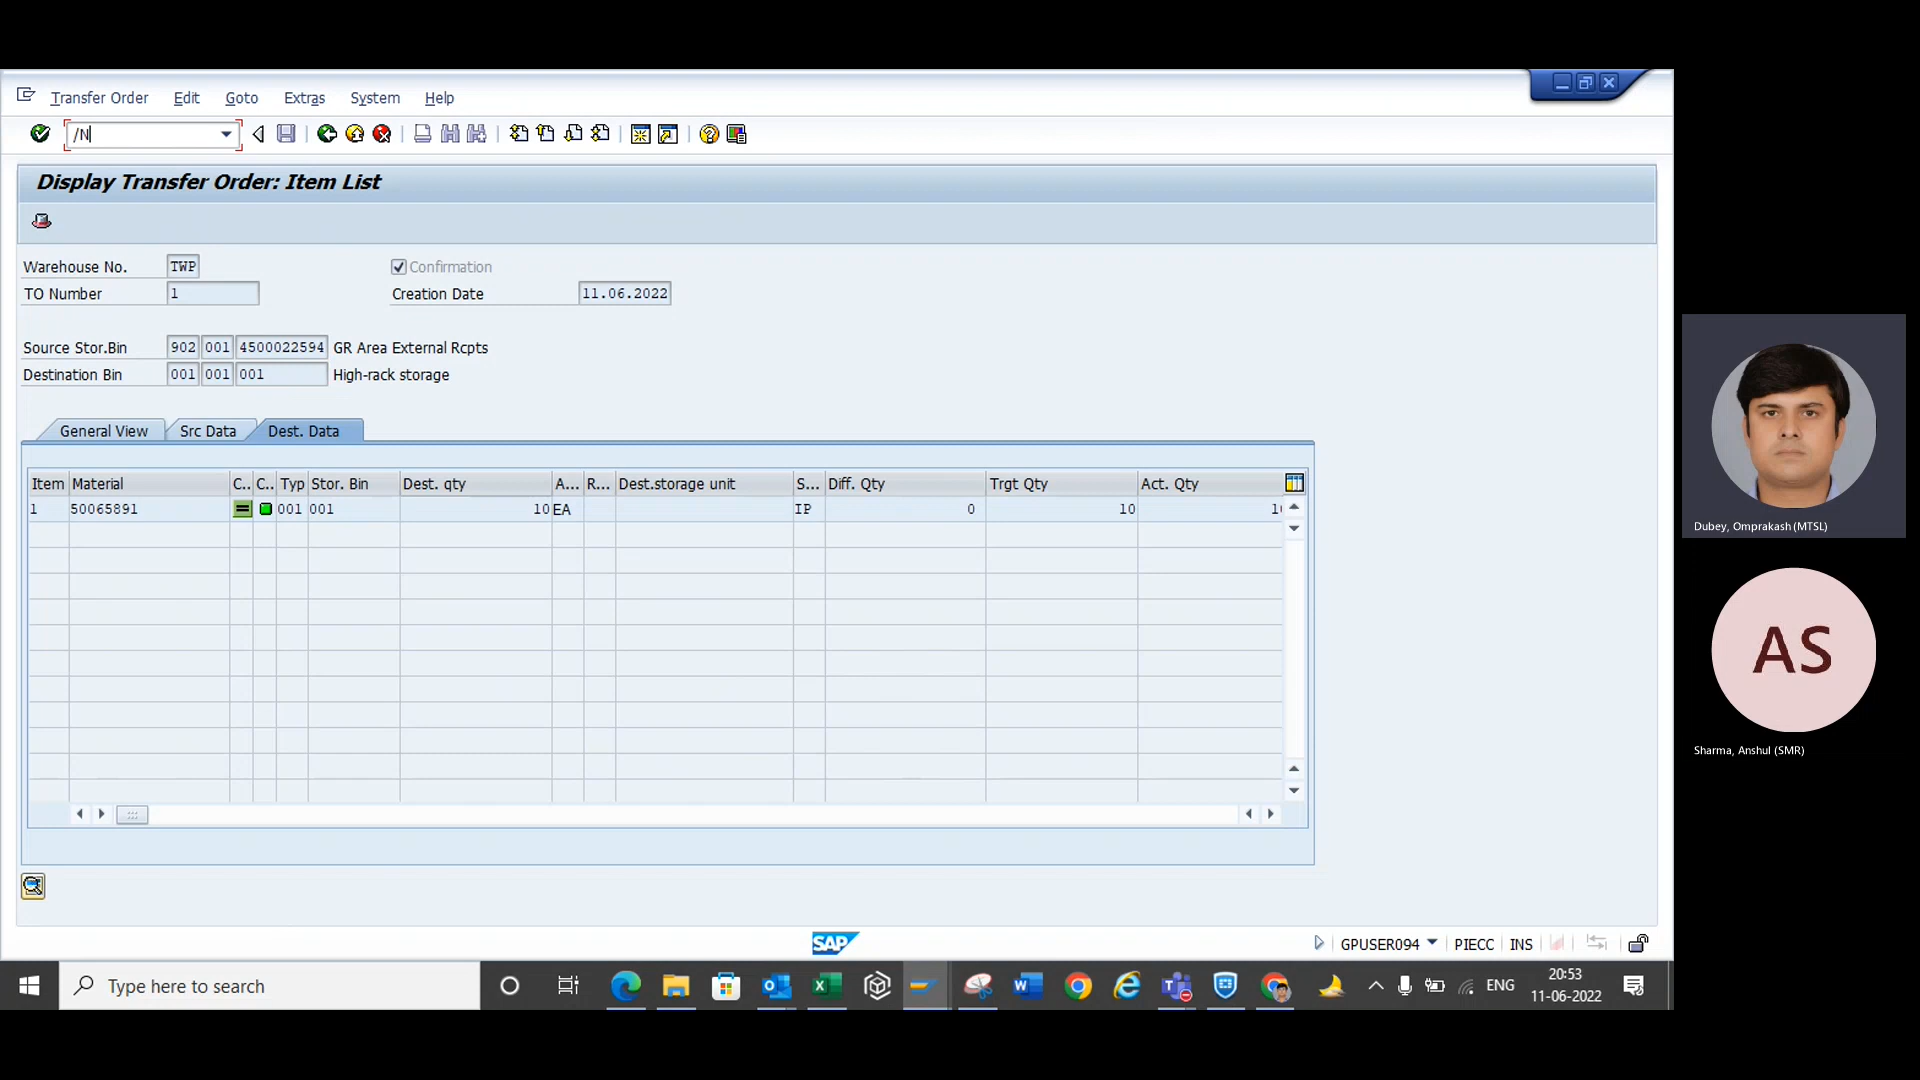 Transfer Order Edit Goto Extras System Help
/N
Display Transfer Order: Item List
Warehouse No. TWP Confirmation
TO Number 1 Creation Date 11.06.2022
Source Stor.Bin 902 001 4500022594 GR Area External Rcpts
Destination Bin 001 001 001 High-rack storage
General View Src Data Dest. Data
Item Material C.. C.. Typ Stor. Bin Dest. qty A... R... Dest.storage unit S... Diff. Qty Trgt Qty Act. Qty
1 50065891 001 001 10 EA IP 0 10 10
SAP
GPUSER094 PIECC INS
Type here to search
ENG
20:53
11-06-2022
Dubey, Omprakash (MTSL)
AS
Sharma, Anshul (SMR)